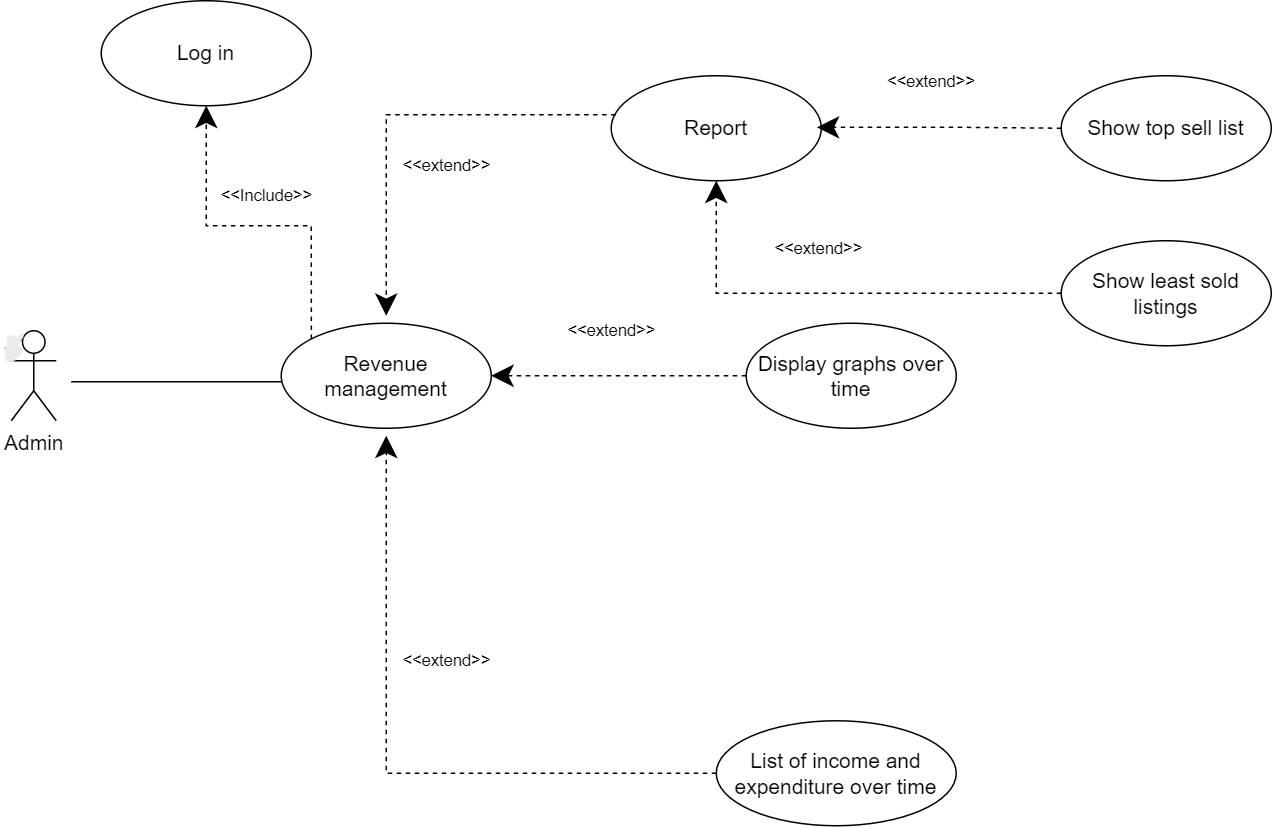 Log in
<<extend>>
Report
Show top sell list
<<extend>>
<<Include>>
<<extend>>
Show least sold
listings
<<extend>>
Revenue
management
Display graphs over
time
Admin
<<extend>>
List of income and
expenditure over time